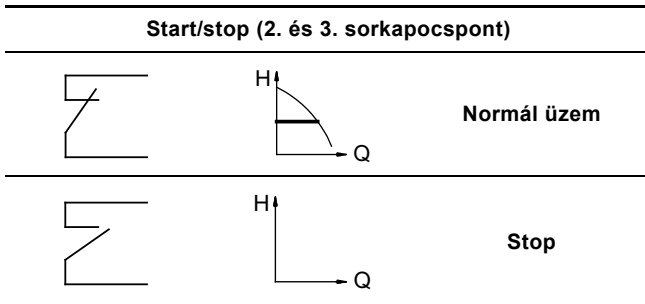 Start/stop (2. és 3. sorkapocspont)
H
Q
Normál üzem
H
Q
Stop